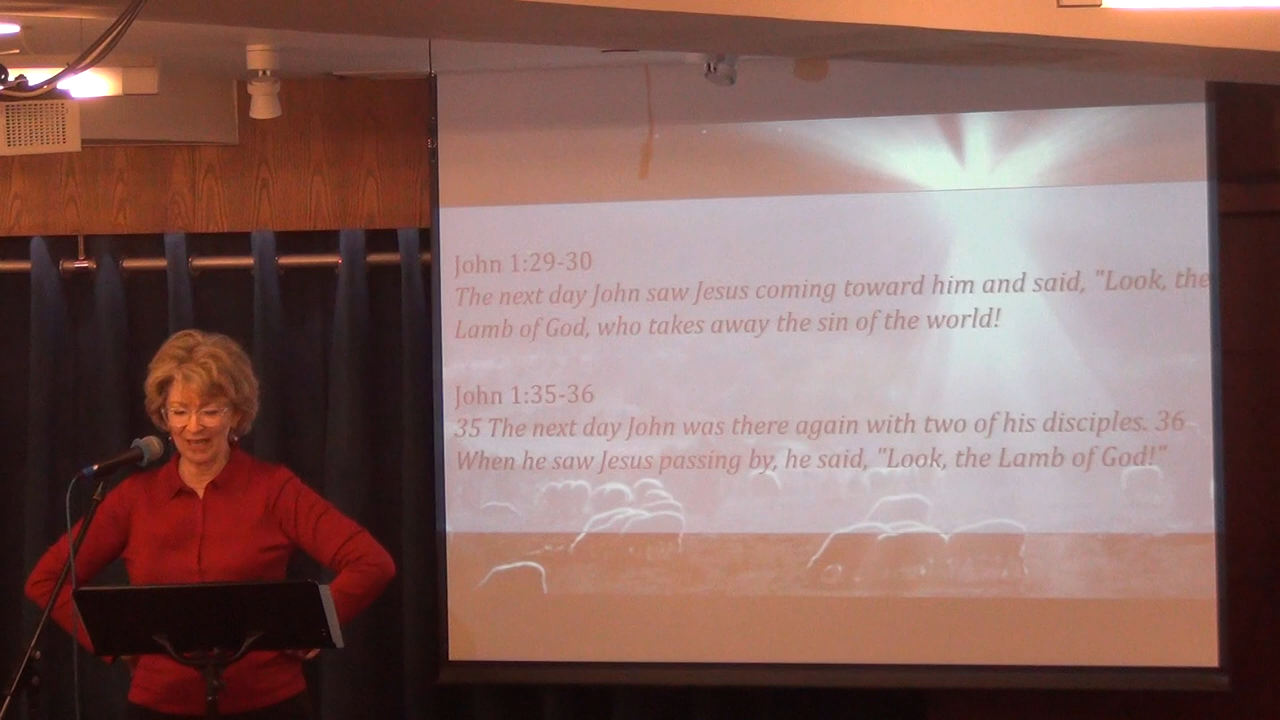 John 1:29-30
The next day John saw Jesus coming toward him and said, "Look, the
Lamb of God, who takes away the sin of the world!
John 1:35-36
35 The next day John was there again with two of his disciples. 36
When he saw Jesus passing by, he said, "Look, the Lamb of God!"